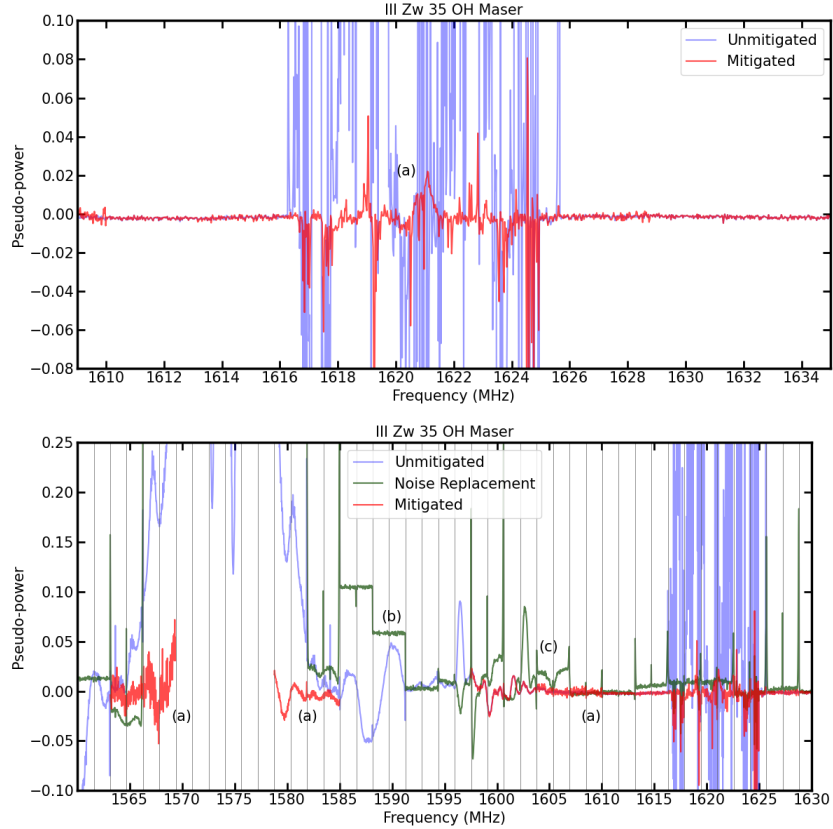 III Zw 35 OH Maser
0.10
0.08
0.06
0.04
0.02
0.00
−0.02
−0.04
−0.06
−0.08
Pseudo-power
Unmitigated
Mitigated
(a)
1610 1612 1614 1616 1618 1620 1622 1624 1626 1628 1630 1632 1634
Frequency (MHz)
III Zw 35 OH Maser
0.25
0.20
0.15
0.10
0.05
0.00
−0.05
−0.10
Pseudo-power
Unmitigated
Noise Replacement
Mitigated
(b)
(c)
(a) (a) (a)
1565 1570 1575 1580 1585 1590 1595 1600 1605 1610 1615 1620 1625 1630
Frequency (MHz)